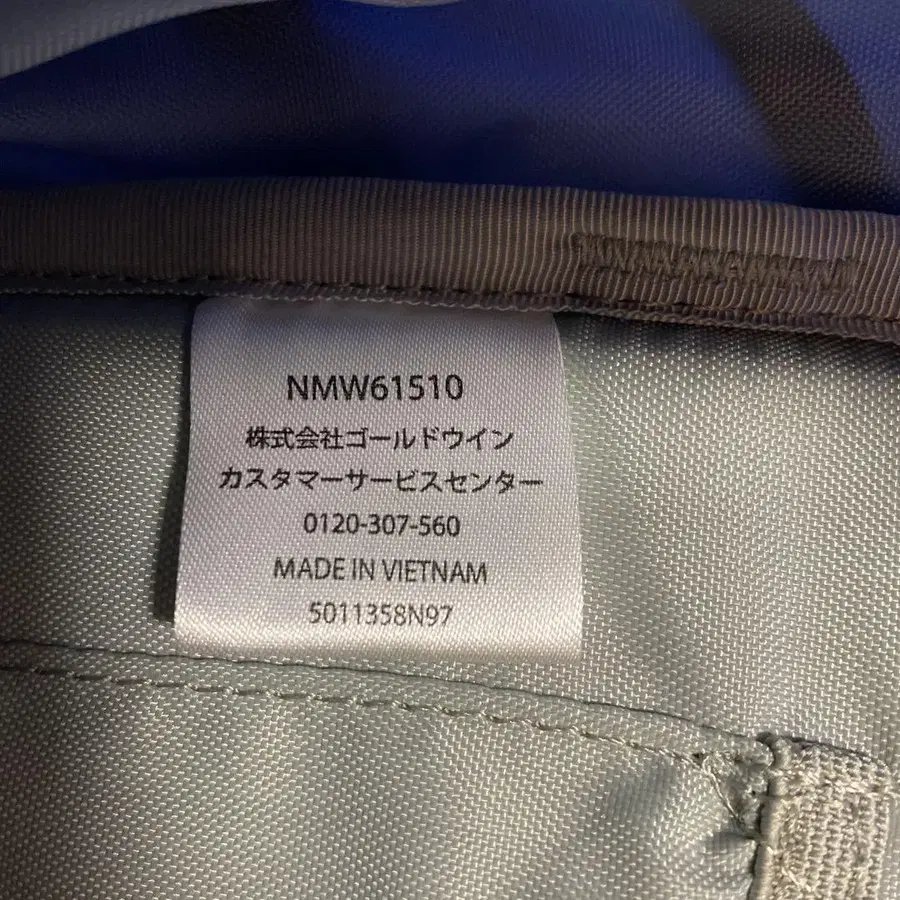 NMW61510
株式会社ゴールドウイン
カスタマーサービスセンター
0120-307-560
MADE IN VIETNAM
5011358N97